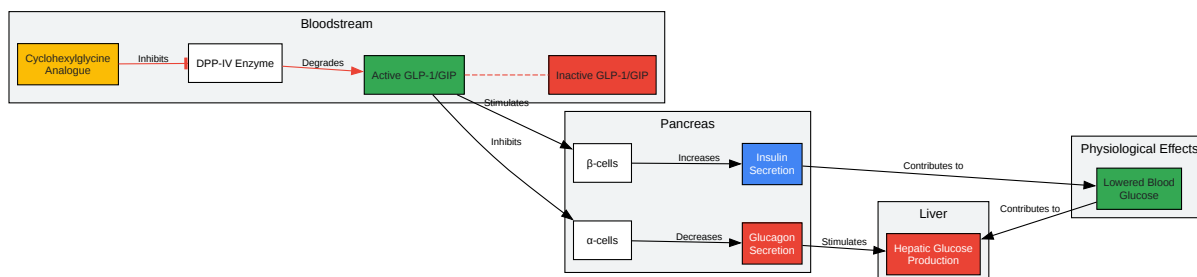 Bloodstream
Cyclohexylglycine
Analogue
Inhibits
DPP-IV Enzyme
Degrades
Active GLP-1/GIP
Inactive GLP-1/GIP
Stimulates
Inhibits
Pancreas
β-cells
Increases
Insulin
Secretion
Contributes to
Physiological Effects
Lowered Blood
Glucose
Contributes to
α-cells
Decreases
Glucagon
Secretion
Stimulates
Liver
Hepatic Glucose
Production